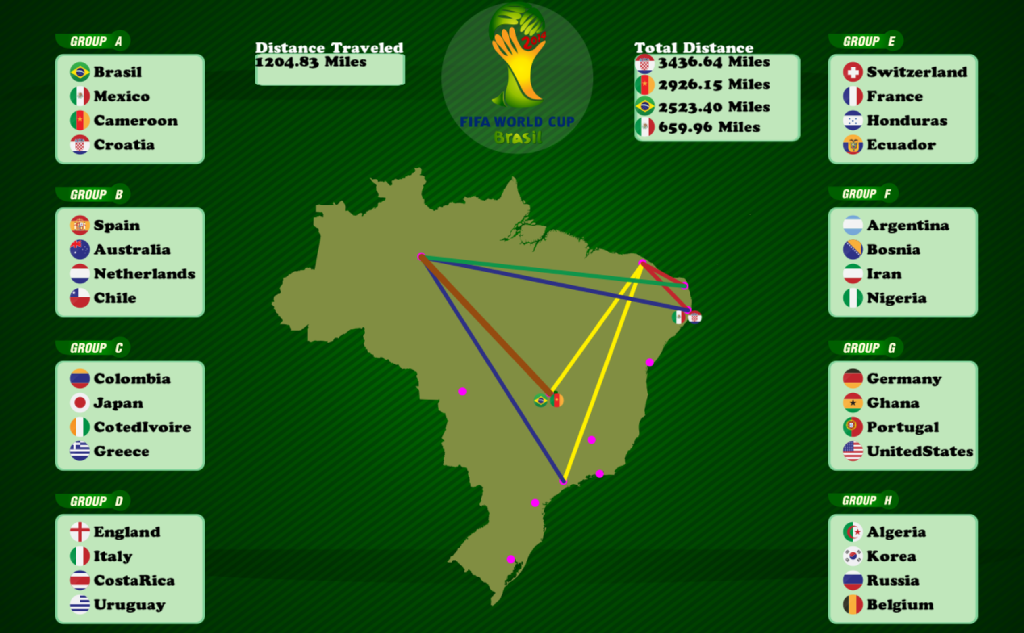 GROUP A
Brasil
Mexico
Cameroon
Croatia
GROUP B
Spain
Australia
Netherlands
Chile
GROUP C
Colombia
Japan
CotedIvoire
Greece
GROUP D
England
Italy
CostaRica
Uruguay
Distance Traveled
1204.83 Miles
2014
FIFA WORLD CUP
Brasil
Total Distance
3436.64 Miles
2926.15 Miles
2523.40 Miles
659.96 Miles
GROUP E
Switzerland
France
Honduras
Ecuador
GROUP F
Argentina
Bosnia
Iran
Nigeria
GROUP G
Germany
Ghana
Portugal
UnitedStates
GROUP H
Algeria
Korea
Russia
Belgium